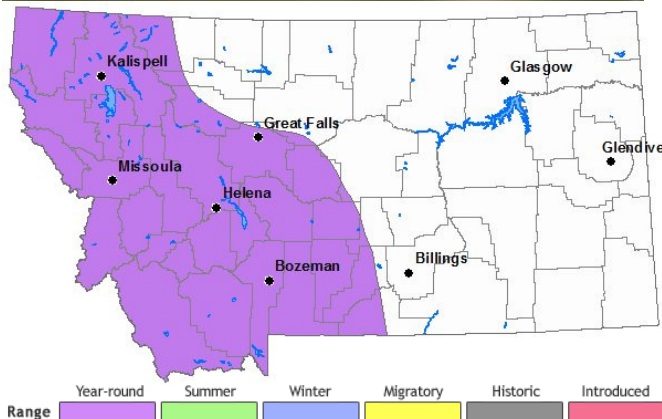 Kalispell
Glasgow
Great Falls
Glendive
Missoula
Helena
Billings
Bozeman
Year-round Summer Winter Migratory Historic Introduced
Range